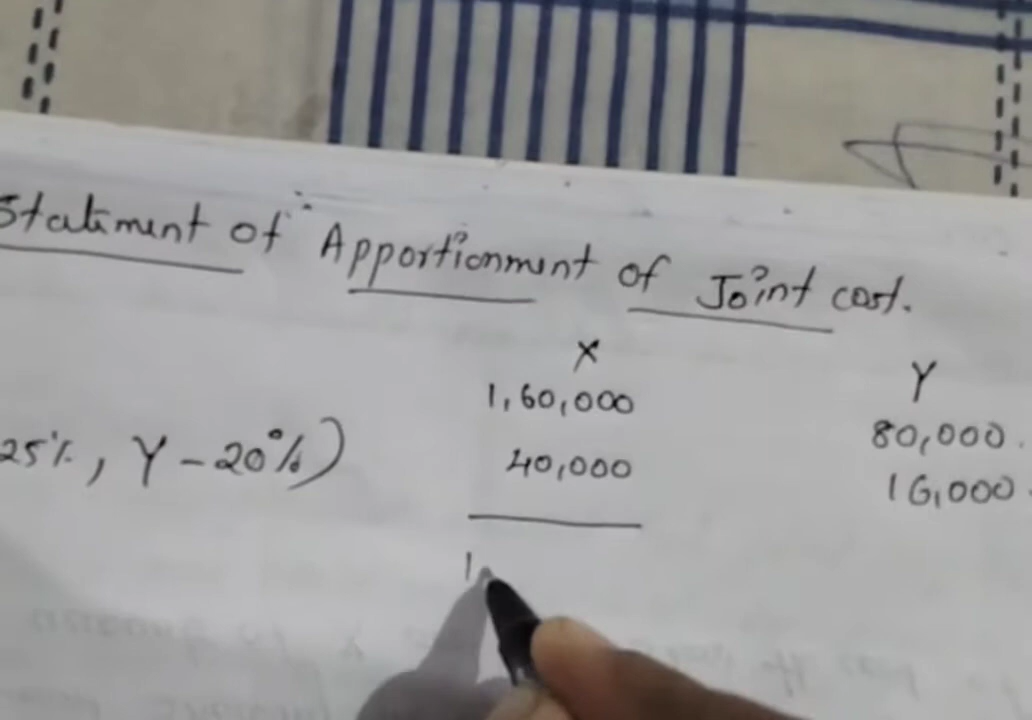 Statement of Apportionment of Joint cost.
X Y
1,60,000 80,000.
25%, Y - 20%) 40,000 16,000.
1